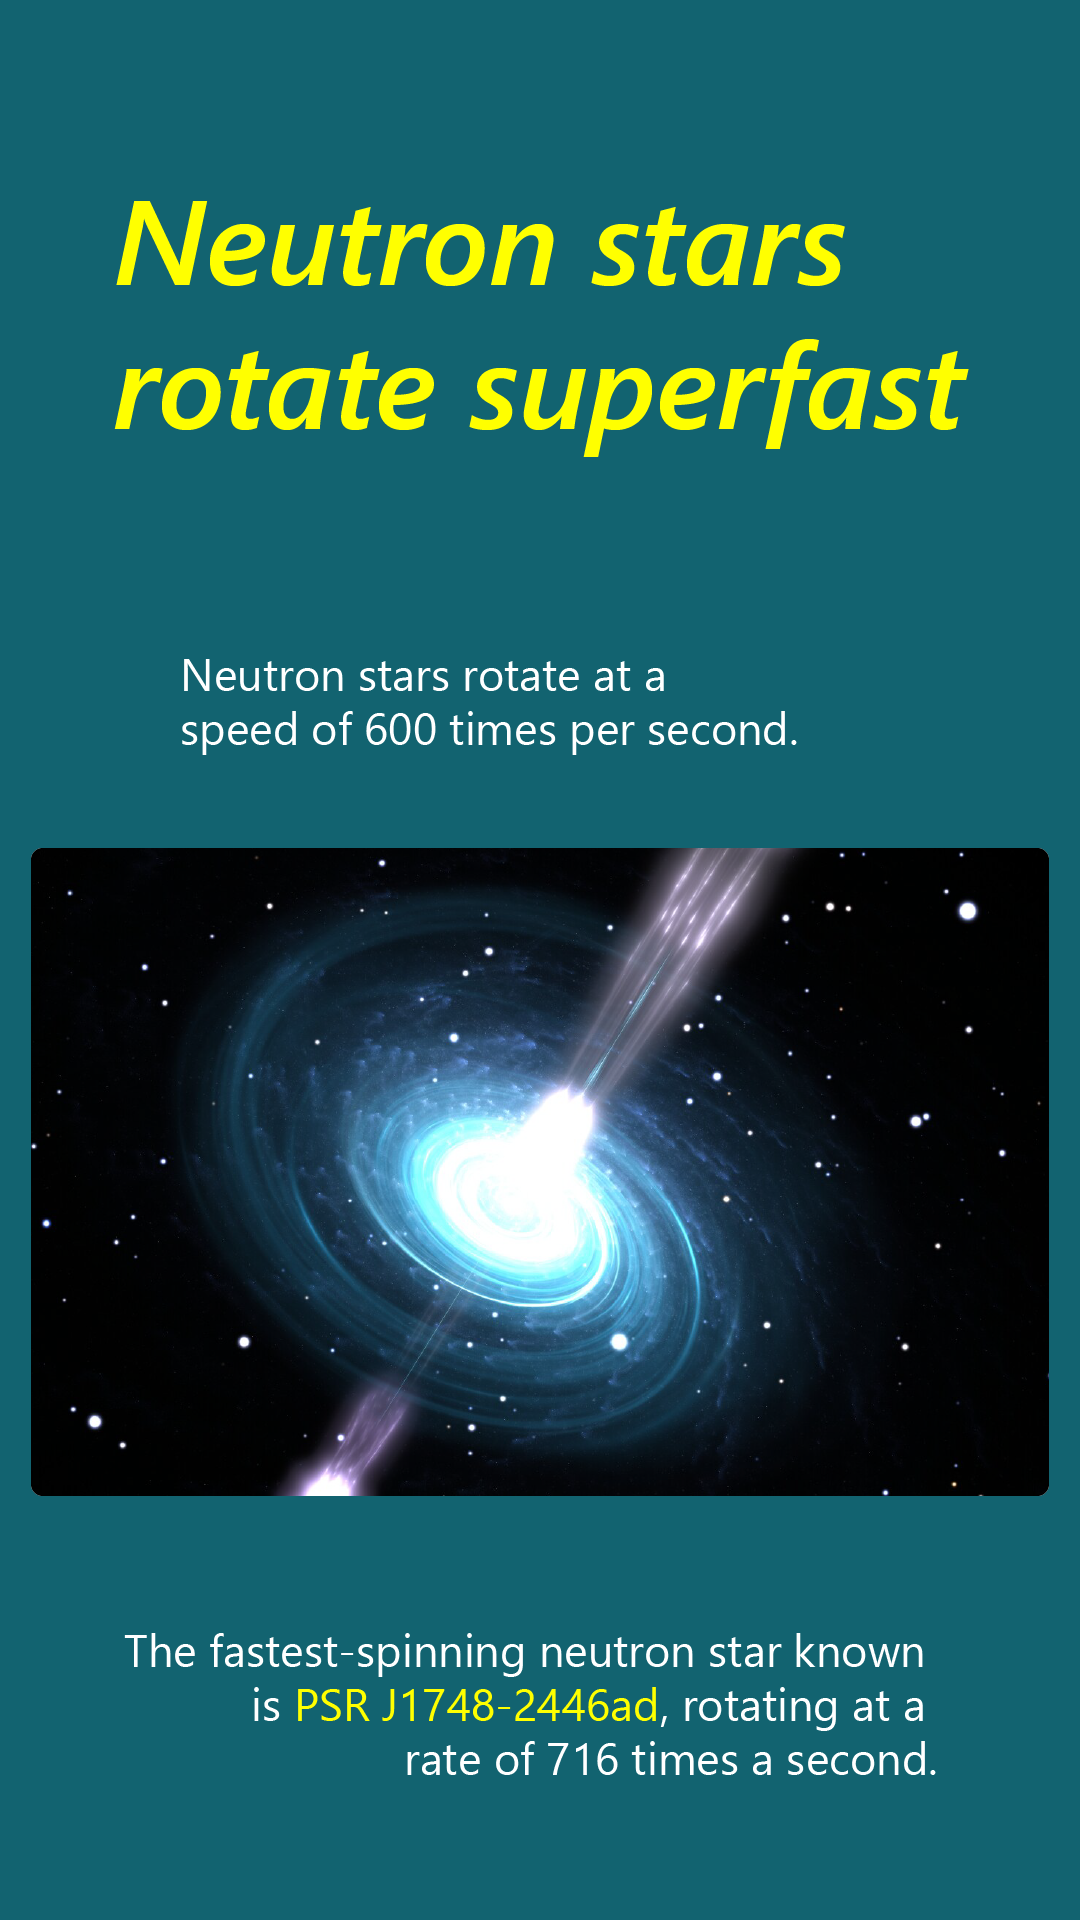 Neutron stars
rotate superfast
Neutron stars rotate at a
speed of 600 times per second.
The fastest-spinning neutron star known
is PSR J1748-2446ad, rotating at a
rate of 716 times a second.